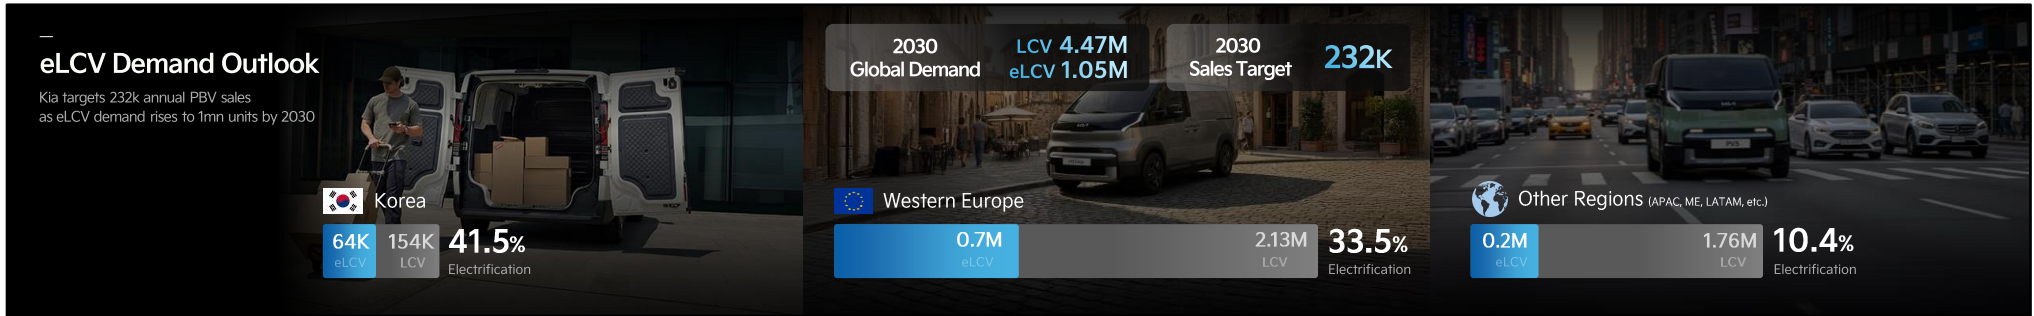 eLCV Demand Outlook
Kia targets 232k annual PBV sales
as eLCV demand rises to 1mn units by 2030
2030
Global Demand
LCV 4.47M
eLCV 1.05M
2030
Sales Target
232K
Korea
64K
eLCV
154K
LCV
41.5%
Electrification
Western Europe
0.7M
eLCV
2.13M
LCV
33.5%
Electrification
Other Regions (APAC, ME, LATAM, etc.)
0.2M
eLCV
1.76M
LCV
10.4%
Electrification
PV5